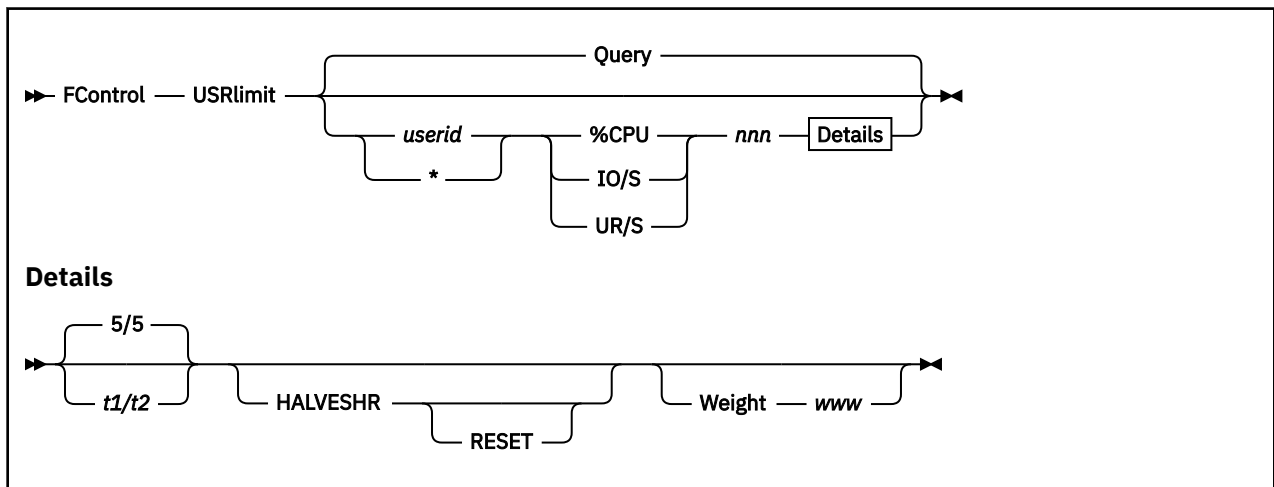 Query
FControl USRlimit
userid %CPU nnn Details
* IO/S
UR/S
Details
5/5
t1/t2 HALVESHR Weight www
RESET